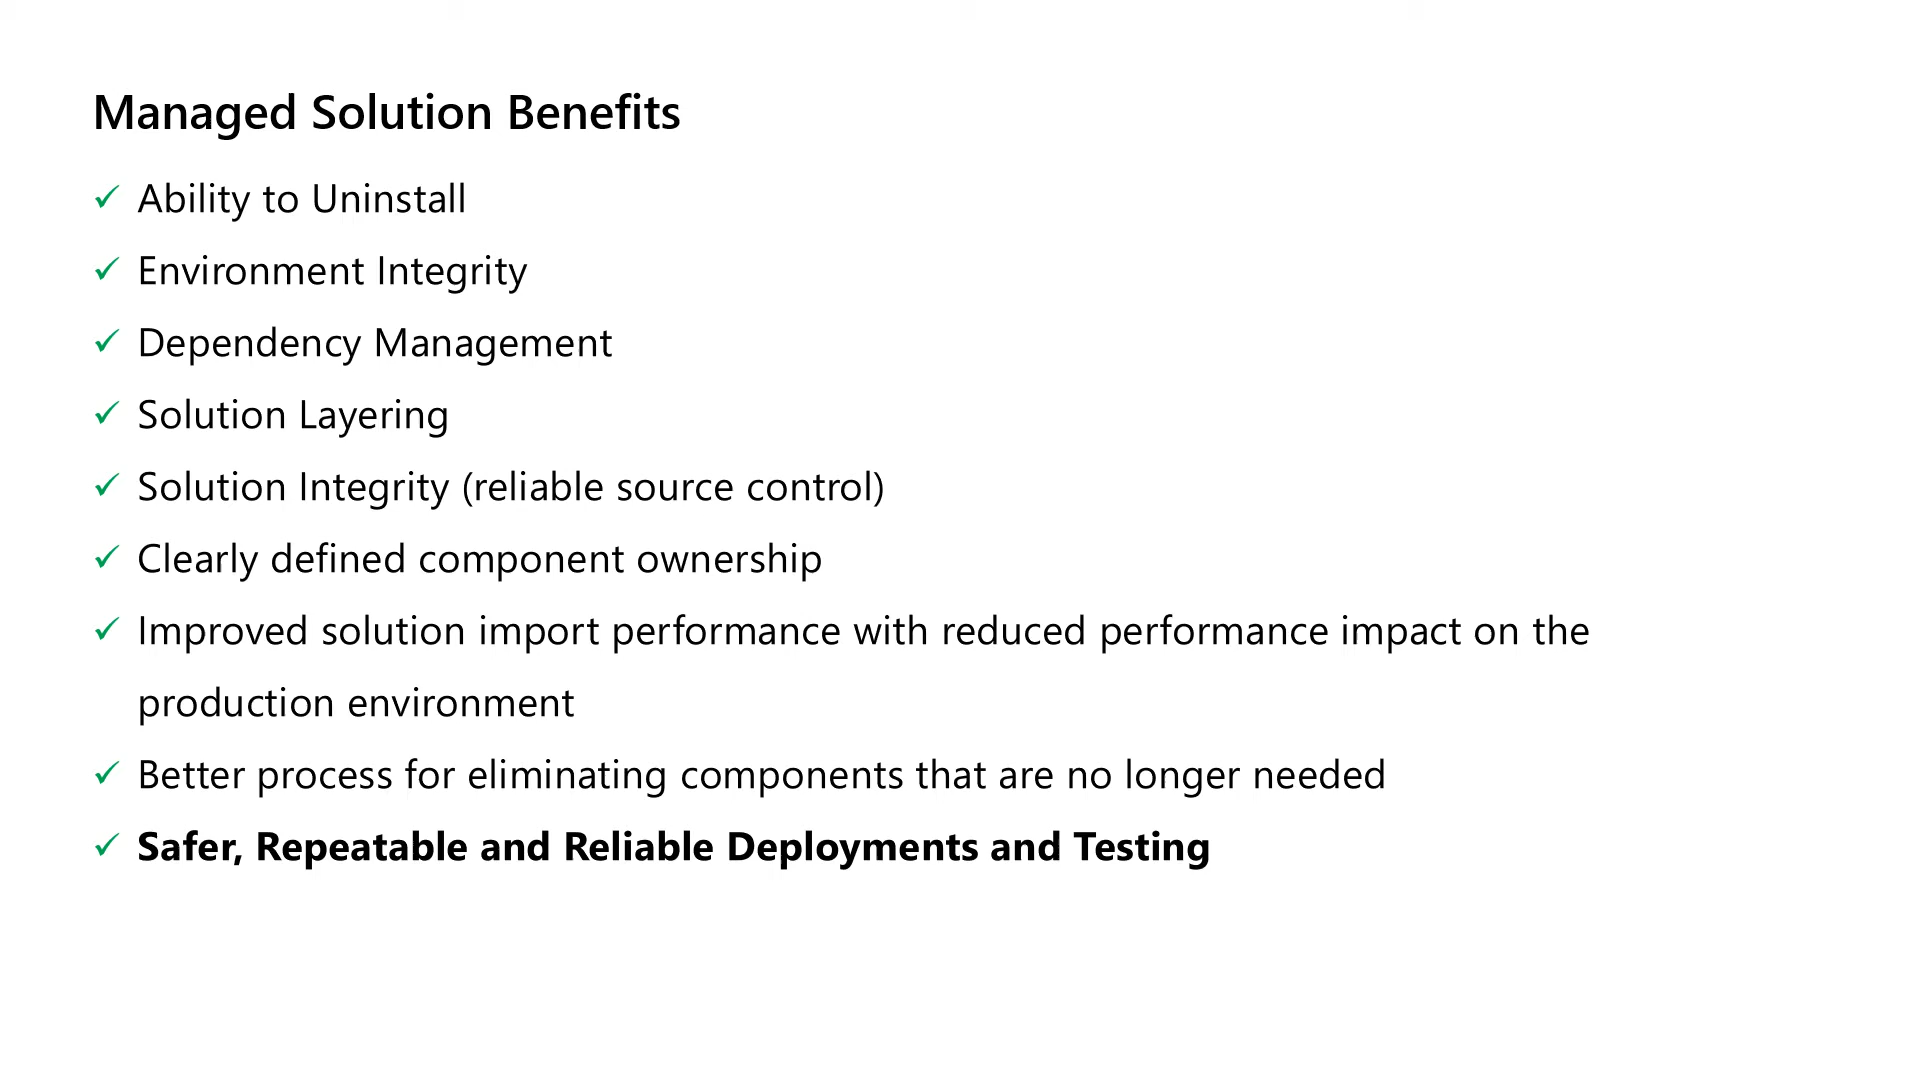 Managed Solution Benefits
✓ Ability to Uninstall
✓ Environment Integrity
✓ Dependency Management
✓ Solution Layering
✓ Solution Integrity (reliable source control)
✓ Clearly defined component ownership
✓ Improved solution import performance with reduced performance impact on the
production environment
✓ Better process for eliminating components that are no longer needed
✓ Safer, Repeatable and Reliable Deployments and Testing